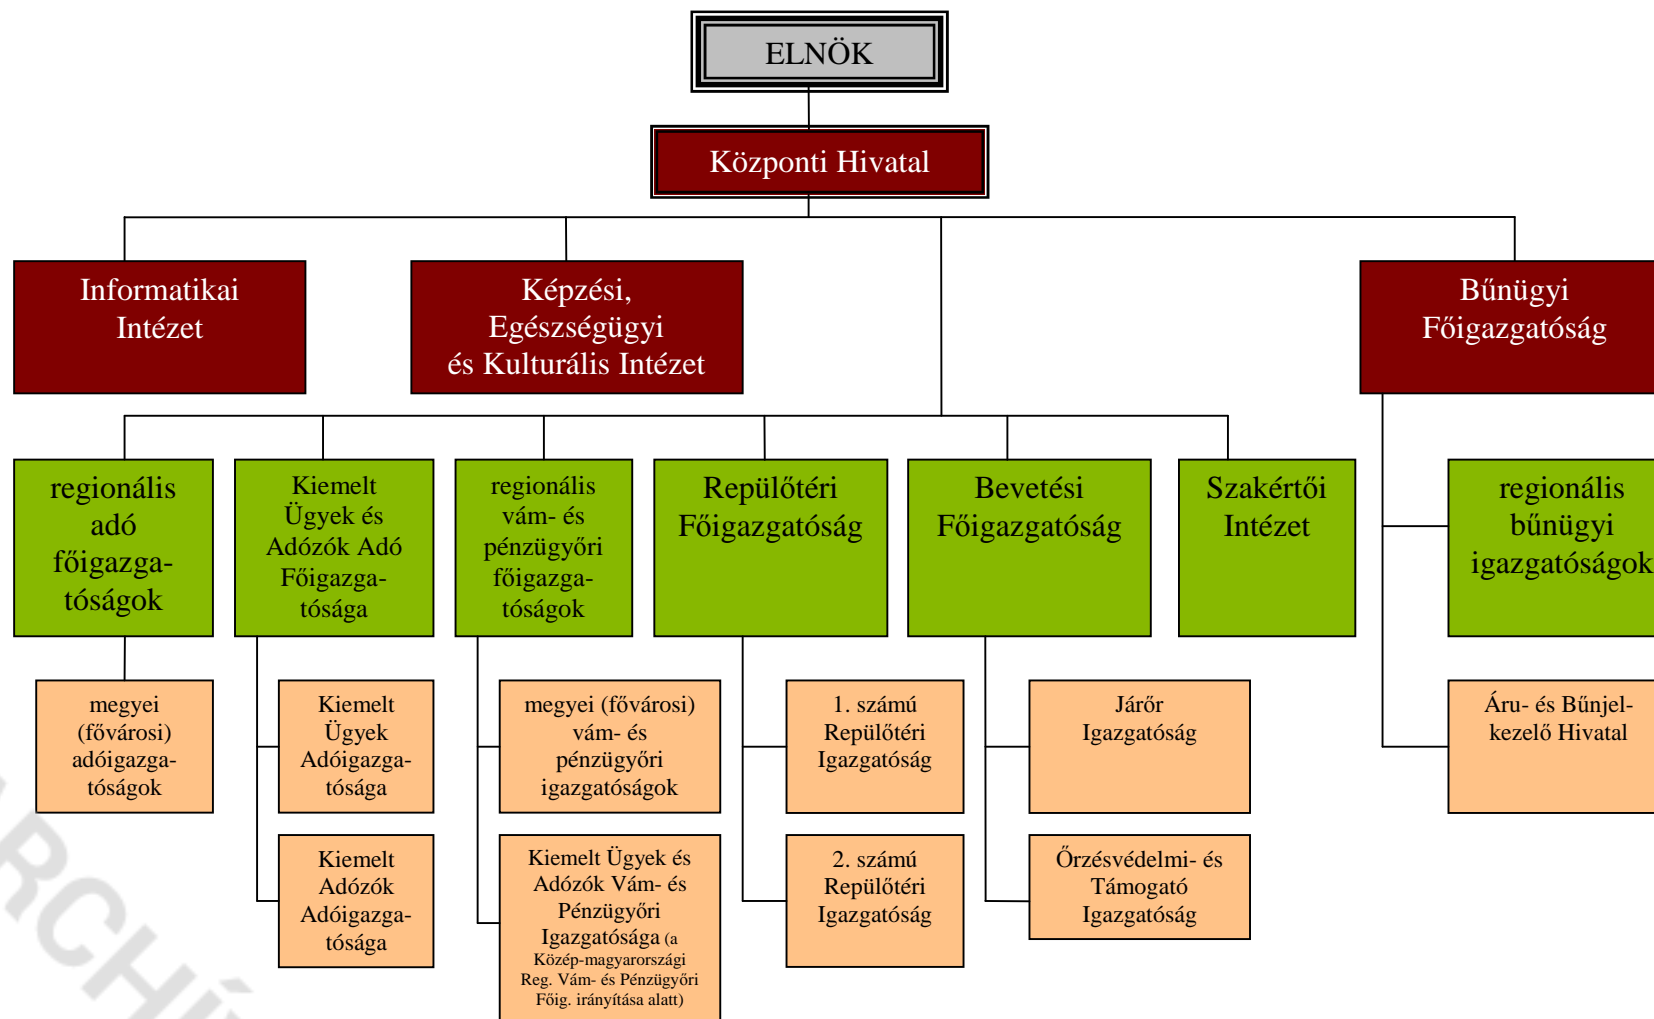 ELNÖK
Központi Hivatal
Informatikai
Intézet
Képzési,
Egészségügyi
és Kulturális Intézet
Bűnügyi
Főigazgatóság
regionális
adó
főigazga-
tóságok
Kiemelt
Ügyek és
Adózók Adó
Főigazga-
tósága
regionális
vám- és
pénzügyőri
főigazga-
tóságok
Repülőtéri
Főigazgatóság
Bevetési
Főigazgatóság
Szakértői
Intézet
regionális
bűnügyi
igazgatóságok
megyei
(fővárosi)
adóigazga-
tóságok
Kiemelt
Ügyek
Adóigazga-
tósága
megyei (fővárosi)
vám- és
pénzügyőri
igazgatóságok
1. számú
Repülőtéri
Igazgatóság
Járőr
Igazgatóság
Áru- és Bűnjel-
kezelő Hivatal
Kiemelt
Adózók
Adóigazga-
tósága
Kiemelt Ügyek és
Adózók Vám- és
Pénzügyőri
Igazgatósága (a
Közép-magyarországi
Reg. Vám- és Pénzügyőri
Főig. irányítása alatt)
2. számú
Repülőtéri
Igazgatóság
Őrzésvédelmi- és
Támogató
Igazgatóság